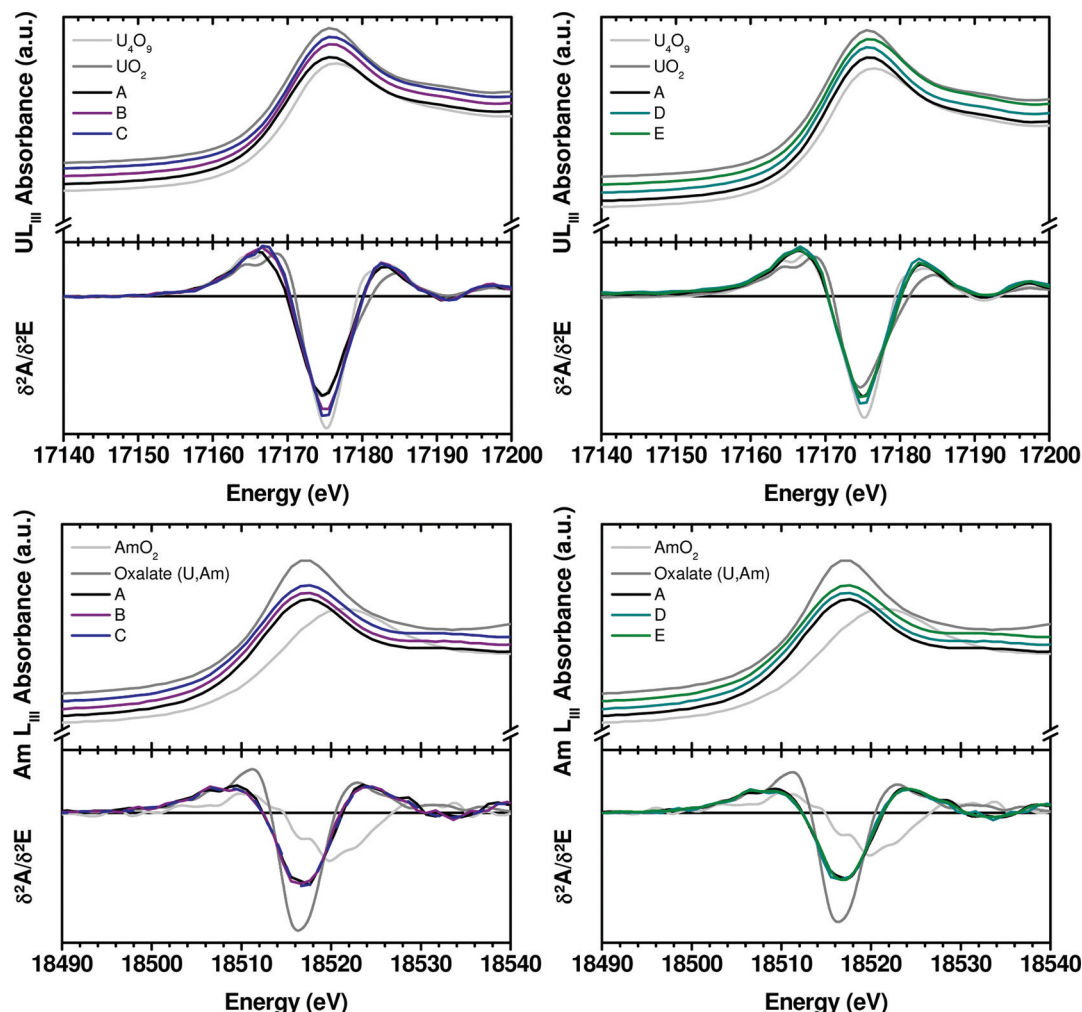 UL_III Absorbance (a.u.)
δ²A/δ²E
U₄O₉
UO₂
A
B
C
17140 17150 17160 17170 17180 17190 17200
Energy (eV)
UL_III Absorbance (a.u.)
δ²A/δ²E
U₄O₉
UO₂
A
D
E
17140 17150 17160 17170 17180 17190 17200
Energy (eV)
Am L_III Absorbance (a.u.)
δ²A/δ²E
AmO₂
Oxalate (U,Am)
A
B
C
18490 18500 18510 18520 18530 18540
Energy (eV)
Am L_III Absorbance (a.u.)
δ²A/δ²E
AmO₂
Oxalate (U,Am)
A
D
E
18490 18500 18510 18520 18530 18540
Energy (eV)